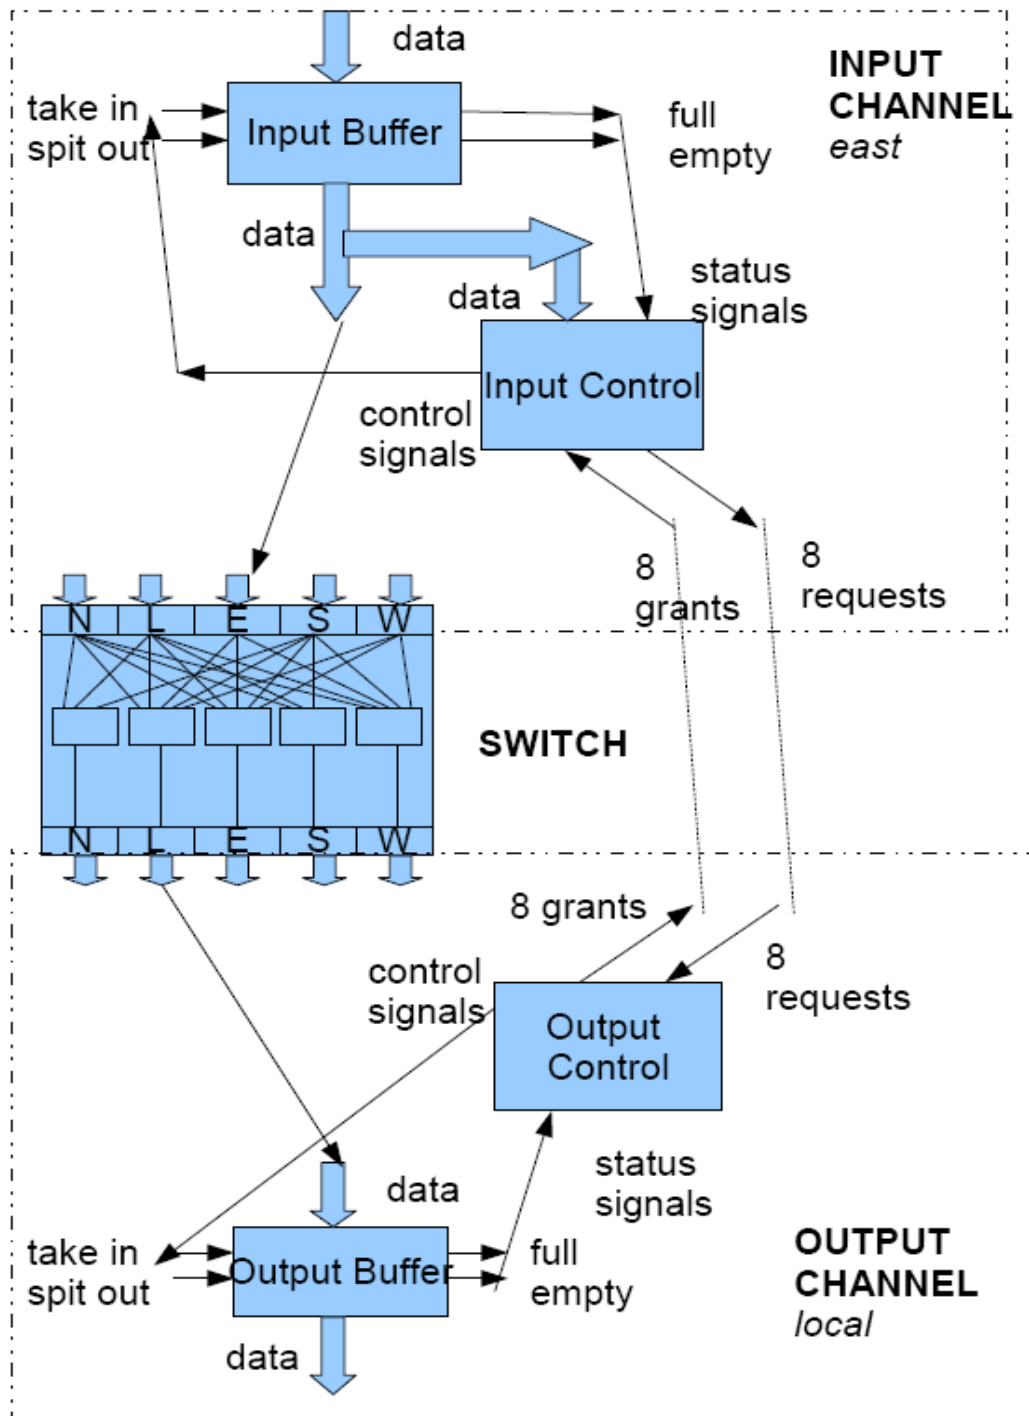 data
INPUT
CHANNEL
east
take in
spit out
Input Buffer
full
empty
data
data
status
signals
Input Control
control
signals
8
grants
8
requests
N L E S W
SWITCH
N L E S W
8 grants
8
requests
control
signals
Output
Control
status
signals
data
take in
spit out
Output Buffer
full
empty
OUTPUT
CHANNEL
local
data